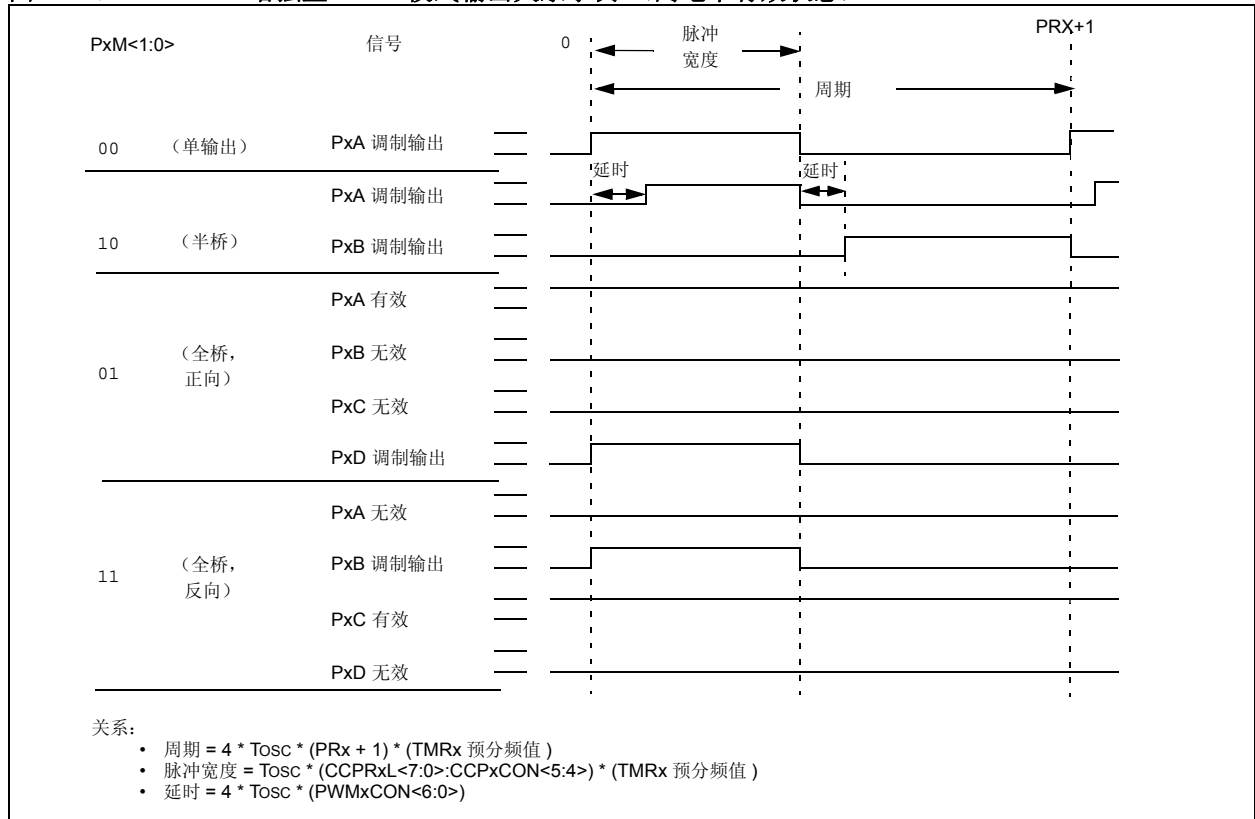 PxM<1:0>
信号
0
脉冲
宽度
PRX+1
周期
00 （单输出） PxA 调制输出
延时 延时
PxA 调制输出
10 （半桥） PxB 调制输出
PxA 有效
01 （全桥， PxB 无效
正向）
PxC 无效
PxD 调制输出
PxA 无效
11 （全桥， PxB 调制输出
反向）
PxC 有效
PxD 无效
关系：
• 周期 = 4 * Tosc * (PRx + 1) * (TMRx 预分频值 )
• 脉冲宽度 = Tosc * (CCPRxL<7:0>:CCPxCON<5:4>) * (TMRx 预分频值 )
• 延时 = 4 * Tosc * (PWMxCON<6:0>)